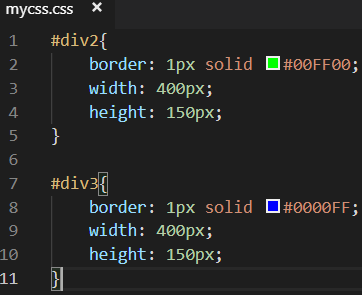 mycss.css ×
1 #div2{
2 border: 1px solid #00FF00;
3 width: 400px;
4 height: 150px;
5 }
6
7 #div3{
8 border: 1px solid #0000FF;
9 width: 400px;
10 height: 150px;
11 }